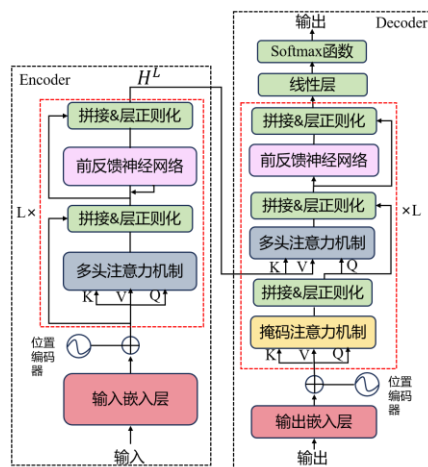 输出
Decoder
Softmax函数
线性层
Encoder
H^L
拼接&层正则化
前反馈神经网络
L×
拼接&层正则化
多头注意力机制
K
V
Q
位置
编码
器
输入嵌入层
输入
拼接&层正则化
前反馈神经网络
拼接&层正则化
×L
多头注意力机制
K
V
Q
拼接&层正则化
掩码注意力机制
K
V
Q
位置
编码器
输出嵌入层
输出